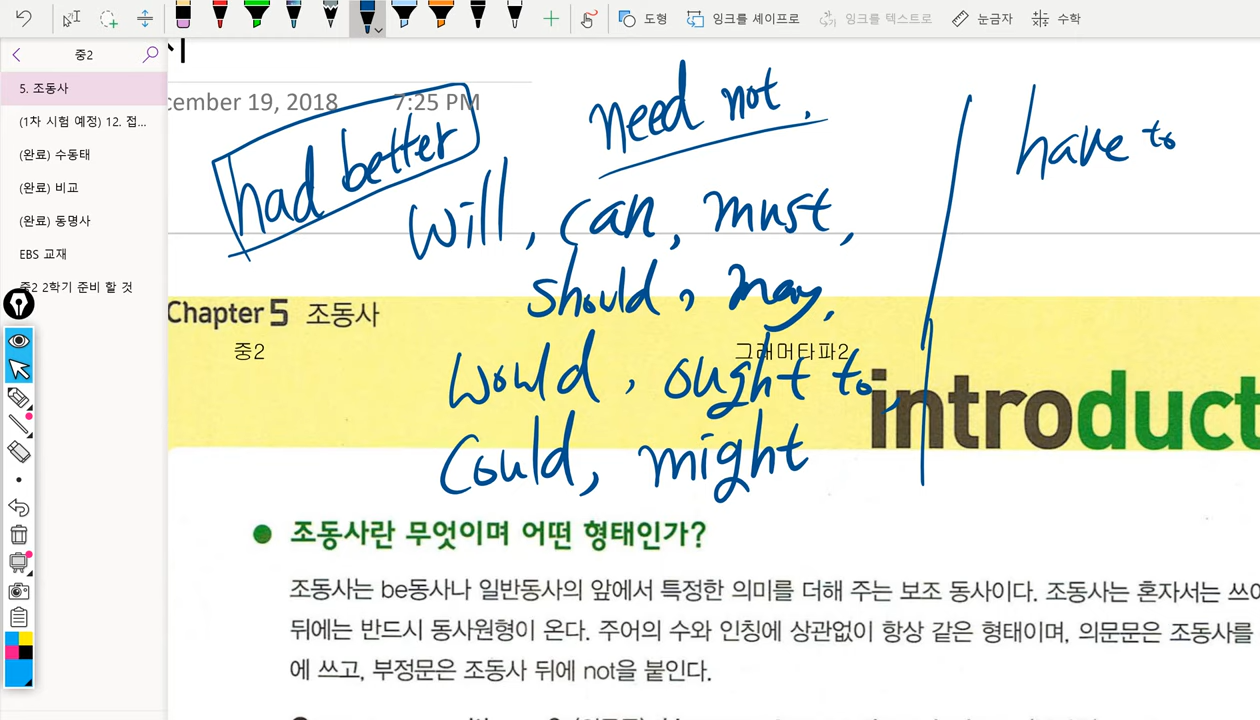 도형
잉크를 셰이프로
잉크를 텍스트로
눈금자
수학
중2
5. 조동사
(1차 시험 예정) 12. 접...
(완료) 수동태
(완료) 비교
(완료) 동명사
EBS 교재
중2 2학기 준비 할 것
cember 19, 2018 7:25 PM
need not.
had better
have to
will, can, must,
should, may,
would, ought to,
could, might
Chapter 5 조동사
중2 그래머타파2
introduct
조동사란 무엇이며 어떤 형태인가?
조동사는 be동사나 일반동사의 앞에서 특정한 의미를 더해 주는 보조 동사이다. 조동사는 혼자서는 쓰이
뒤에는 반드시 동사원형이 온다. 주어의 수와 인칭에 상관없이 항상 같은 형태이며, 의문문은 조동사를
에 쓰고, 부정문은 조동사 뒤에 not을 붙인다.